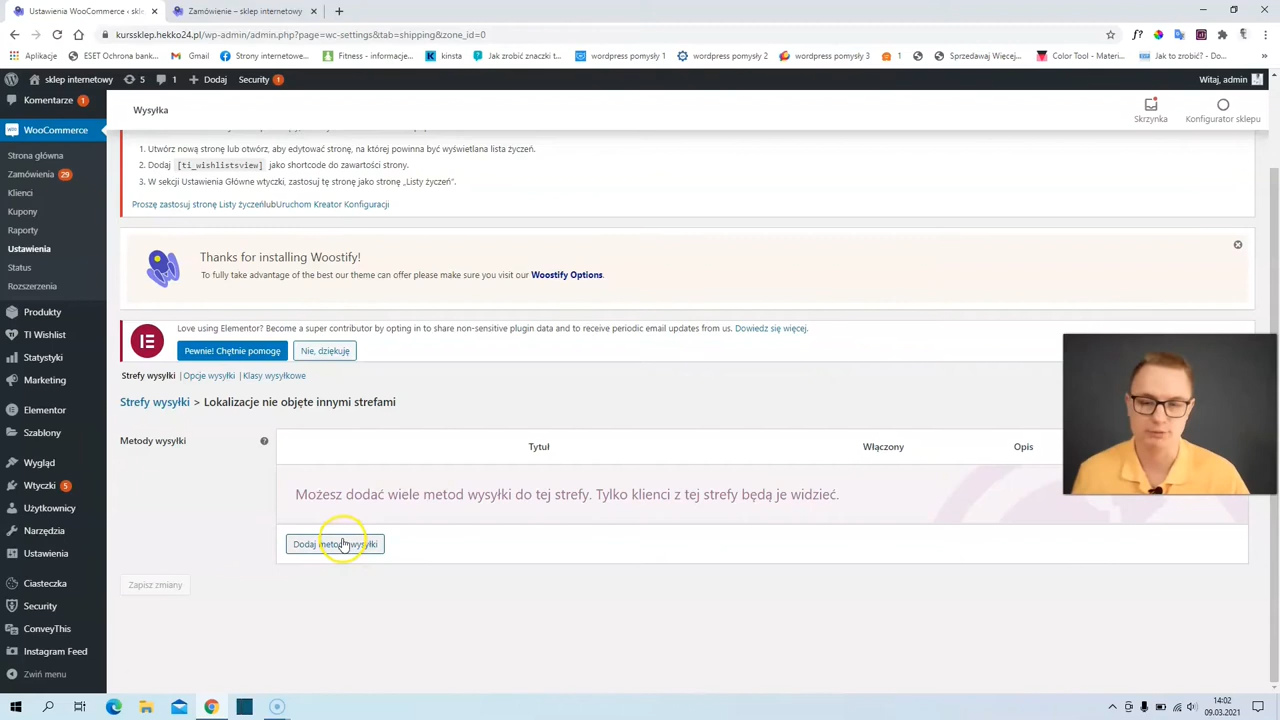 Ustawienia WooCommerce ‹ skle
Zamówienie – sklep internetowy
kurssklep.hekko24.pl/wp-admin/admin.php?page=wc-settings&tab=shipping&zone_id=0
Aplikacje
ESET Ochrona bank...
Strony administrow...
Fitness - informacje...
kinsta
Jak zrobić znaczki t...
wordpress pomysły 1
wordpress pomysły 2
wordpress pomysły 3
1
Sprzedawaj Więcej...
Color Tool - Materi...
Jak to zrobić? - Do...
sklep internetowy
5
1
Dodaj
Security
1
Witaj, admin
Komentarze
1
WooCommerce
Strona główna
Zamówienia
29
Klienci
Kupony
Raporty
Ustawienia
Status
Rozszerzenia
Produkty
TI Wishlist
Statystyki
Marketing
Elementor
Szablony
Wygląd
Wtyczki
5
Użytkownicy
Narzędzia
Ustawienia
Ciasteczka
Security
ConveyThis
Instagram Feed
Zwiń menu
Wysyłka
Skrzynka
Konfigurator sklepu
1. Utwórz nową stronę lub otwórz, aby edytować stronę, na której powinna być wyświetlana lista życzeń.
2. Dodaj [ti_wishlistsview] jako shortcode do zawartości strony.
3. W sekcji Ustawienia Główne wtyczki, zastosuj tę stronę jako stronę „Listy życzeń”.
Proszę zastosuj stronę Listy życzeńlubUruchom Kreator Konfiguracji
Thanks for installing Woostify!
To fully take advantage of the best our theme can offer please make sure you visit our Woostify Options.
Love using Elementor? Become a super contributor by opting in to share non-sensitive plugin data and to receive periodic email updates from us. Dowiedz się więcej.
Pewnie! Chętnie pomogę
Nie, dziękuję
Strefy wysyłki | Opcje wysyłki | Klasy wysyłkowe
Strefy wysyłki > Lokalizacje nie objęte innymi strefami
Metody wysyłki
?
Tytuł
Włączony
Opis
Możesz dodać wiele metod wysyłki do tej strefy. Tylko klienci z tej strefy będą je widzieć.
Dodaj metodę wysyłki
Zapisz zmiany
14:02
09.03.2021